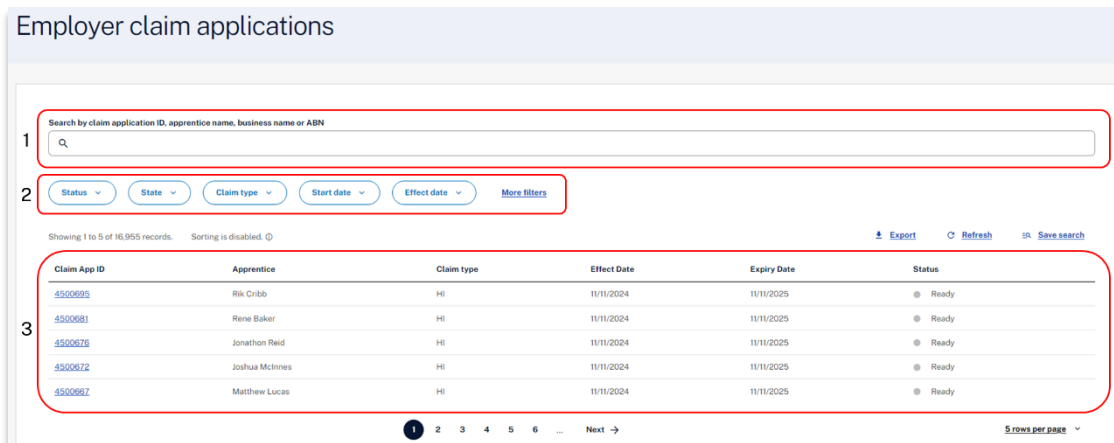 Employer claim applications
Search by claim application ID, apprentice name, business name or ABN
1
2
Status State Claim type Start date Effect date More filters
Showing 1 to 5 of 16,955 records. Sorting is disabled. Export Refresh Save search
3
Claim App ID Apprentice Claim type Effect Date Expiry Date Status
4500695 Rik Cribb HI 11/11/2024 11/11/2025 Ready
4500681 Rene Baker HI 11/11/2024 11/11/2025 Ready
4500676 Jonathon Reid HI 11/11/2024 11/11/2025 Ready
4500672 Joshua McInnes HI 11/11/2024 11/11/2025 Ready
4500667 Matthew Lucas HI 11/11/2024 11/11/2025 Ready
1 2 3 4 5 6 ... Next → 5 rows per page